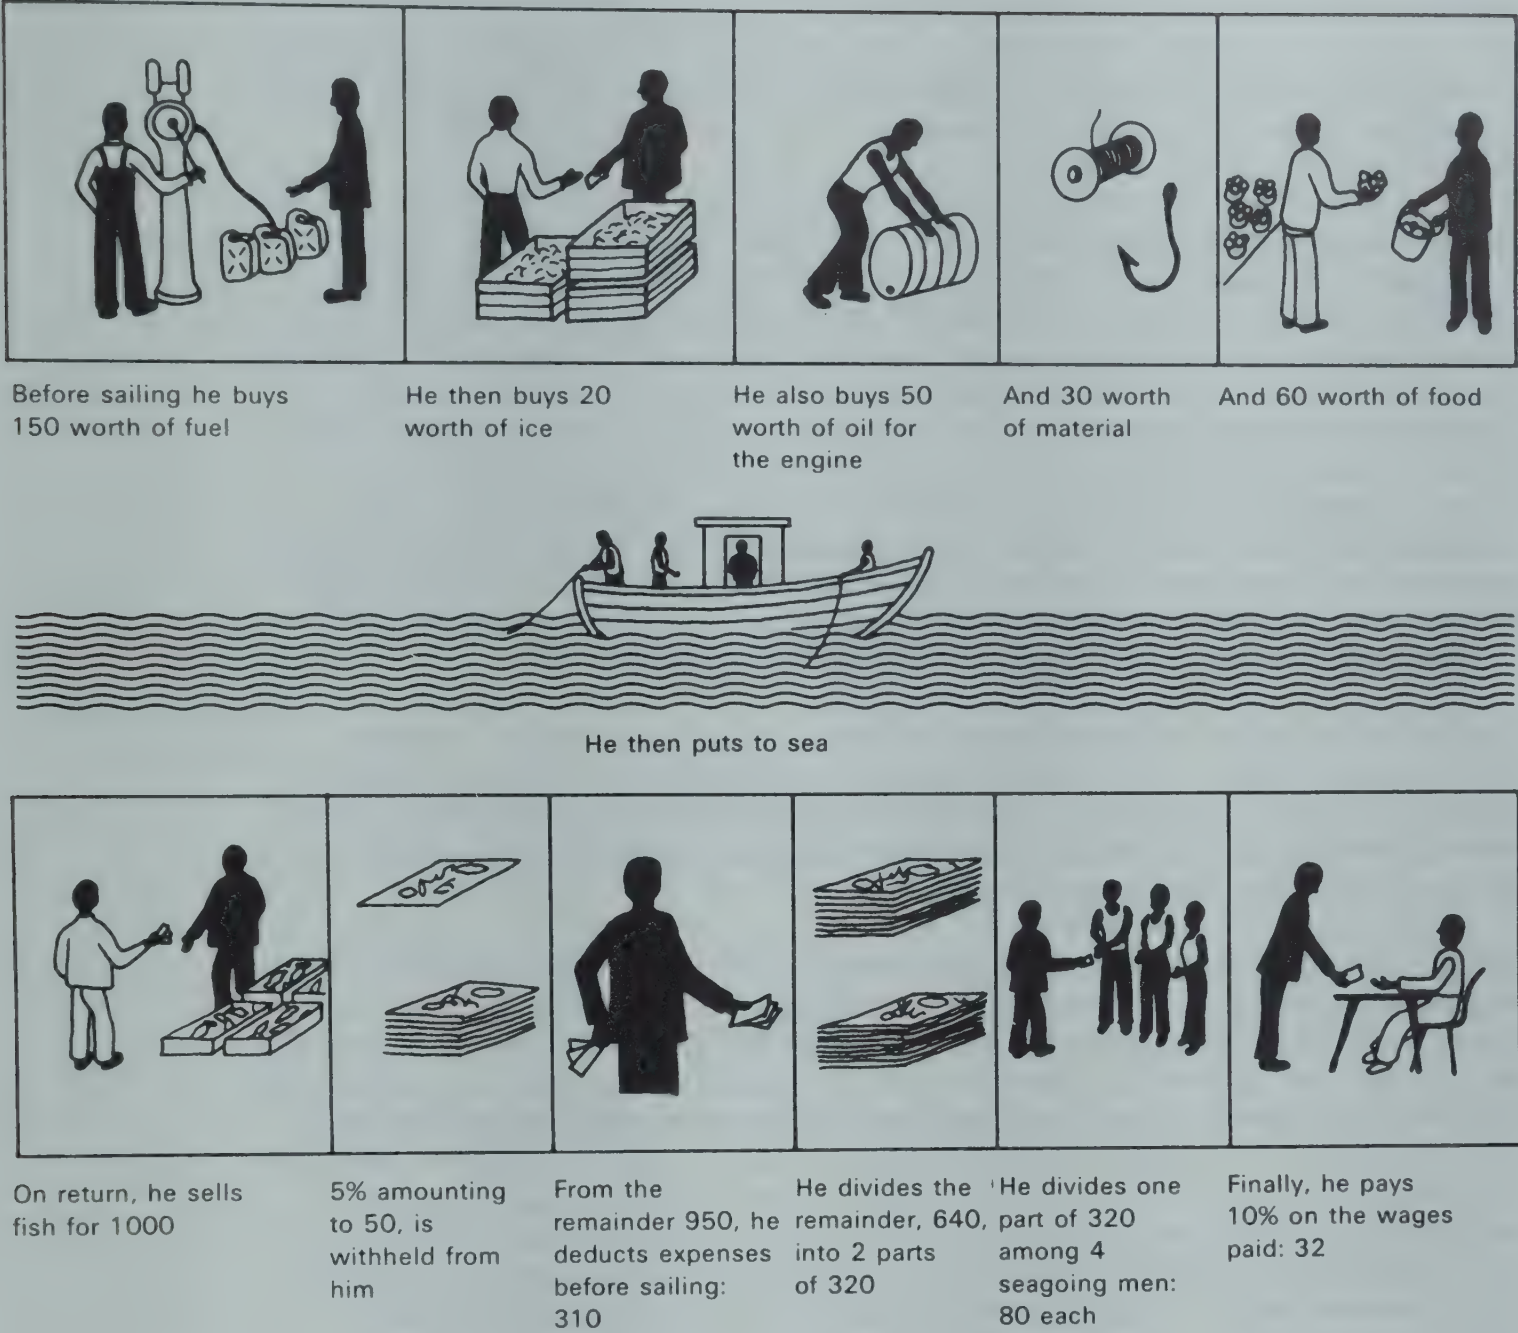 Before sailing he buys
150 worth of fuel
He then buys 20
worth of ice
He also buys 50
worth of oil for
the engine
And 30 worth
of material
And 60 worth of food
He then puts to sea
On return, he sells
fish for 1000
5% amounting
to 50, is
withheld from
him
From the
remainder 950, he
deducts expenses
before sailing:
310
He divides the
remainder, 640,
into 2 parts
of 320
He divides one
part of 320
among 4
seagoing men:
80 each
Finally, he pays
10% on the wages
paid: 32